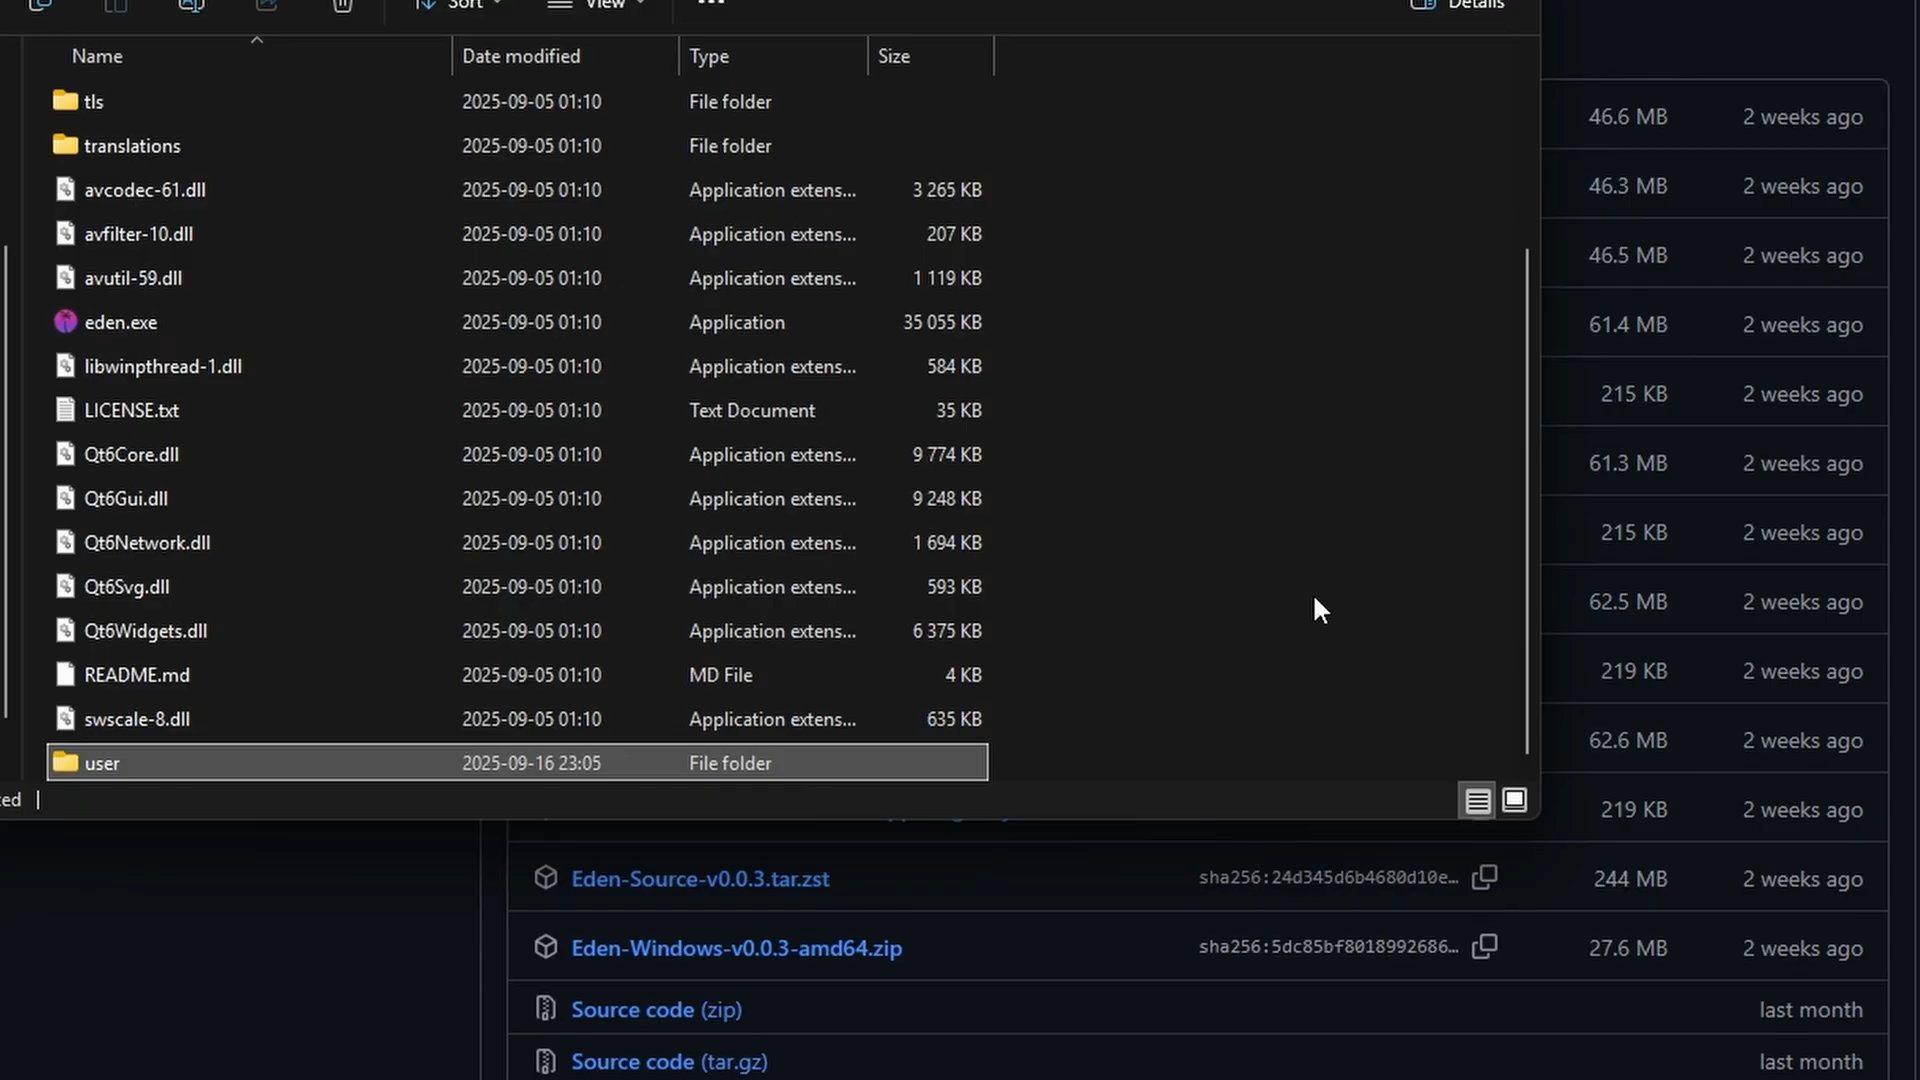 Sort
View
Details
Name
Date modified
Type
Size
tls 2025-09-05 01:10 File folder
translations 2025-09-05 01:10 File folder
avcodec-61.dll 2025-09-05 01:10 Application extens... 3 265 KB
avfilter-10.dll 2025-09-05 01:10 Application extens... 207 KB
avutil-59.dll 2025-09-05 01:10 Application extens... 1 119 KB
eden.exe 2025-09-05 01:10 Application 35 055 KB
libwinpthread-1.dll 2025-09-05 01:10 Application extens... 584 KB
LICENSE.txt 2025-09-05 01:10 Text Document 35 KB
Qt6Core.dll 2025-09-05 01:10 Application extens... 9 774 KB
Qt6Gui.dll 2025-09-05 01:10 Application extens... 9 248 KB
Qt6Network.dll 2025-09-05 01:10 Application extens... 1 694 KB
Qt6Svg.dll 2025-09-05 01:10 Application extens... 593 KB
Qt6Widgets.dll 2025-09-05 01:10 Application extens... 6 375 KB
README.md 2025-09-05 01:10 MD File 4 KB
swscale-8.dll 2025-09-05 01:10 Application extens... 635 KB
user 2025-09-16 23:05 File folder
46.6 MB 2 weeks ago
46.3 MB 2 weeks ago
46.5 MB 2 weeks ago
61.4 MB 2 weeks ago
215 KB 2 weeks ago
61.3 MB 2 weeks ago
215 KB 2 weeks ago
62.5 MB 2 weeks ago
219 KB 2 weeks ago
62.6 MB 2 weeks ago
219 KB 2 weeks ago
Eden-Source-v0.0.3.tar.zst sha256:24d345d6b4680d10e… 244 MB 2 weeks ago
Eden-Windows-v0.0.3-amd64.zip sha256:5dc85bf8018992686… 27.6 MB 2 weeks ago
Source code (zip) last month
Source code (tar.gz) last month